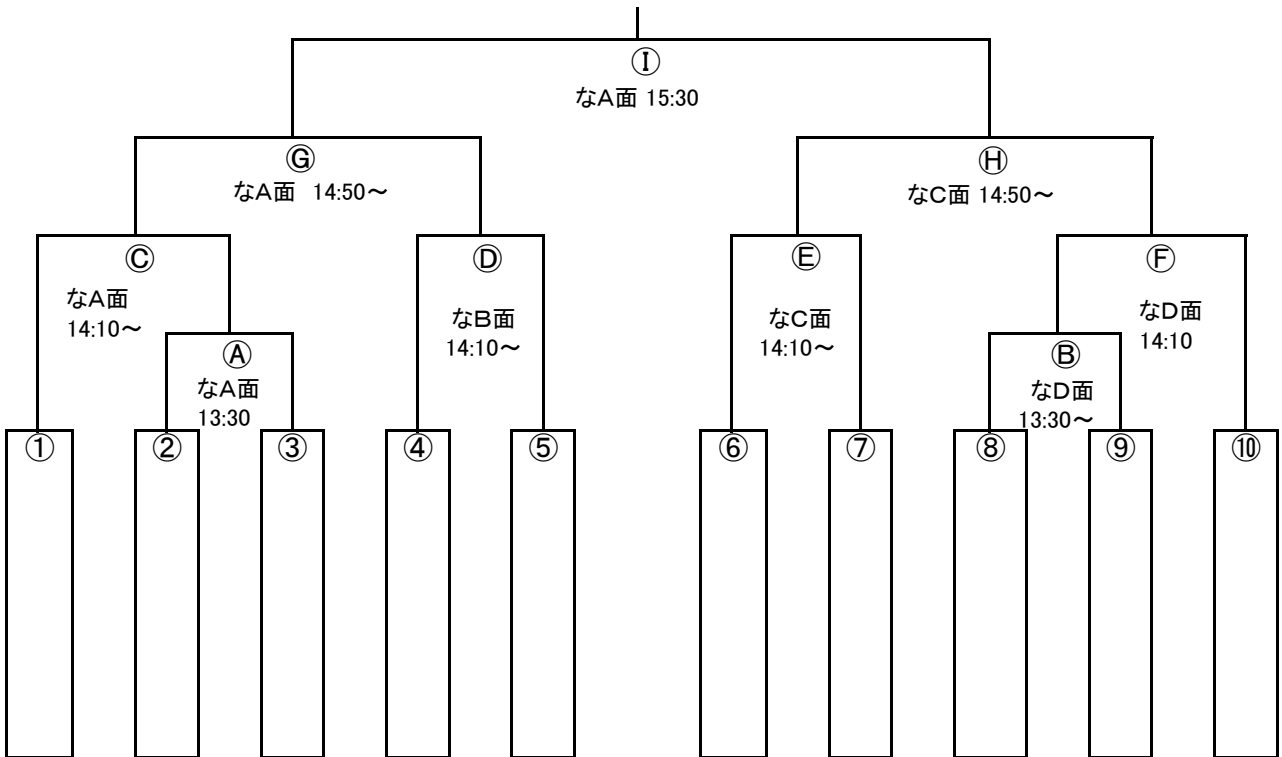 Ⓘ
なA面 15:30
Ⓖ
なA面 14:50～
Ⓗ
なC面 14:50～
Ⓒ
なA面
14:10～
Ⓓ
なB面
14:10～
Ⓔ
なC面
14:10～
Ⓕ
なD面
14:10
Ⓐ
なA面
13:30
Ⓑ
なD面
13:30～
① ② ③ ④ ⑤ ⑥ ⑦ ⑧ ⑨ ⑩